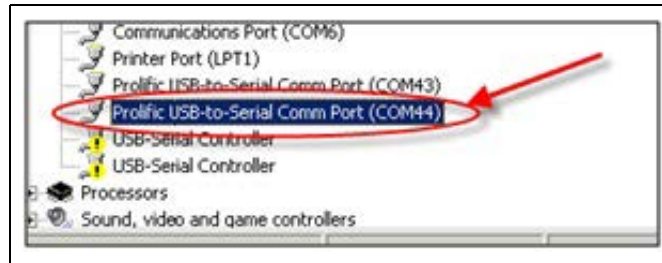 Communications Port (COM6)
Printer Port (LPT1)
Prolific USB-to-Serial Comm Port (COM43)
Prolific USB-to-Serial Comm Port (COM44)
USB-Serial Controller
USB-Serial Controller
Processors
Sound, video and game controllers